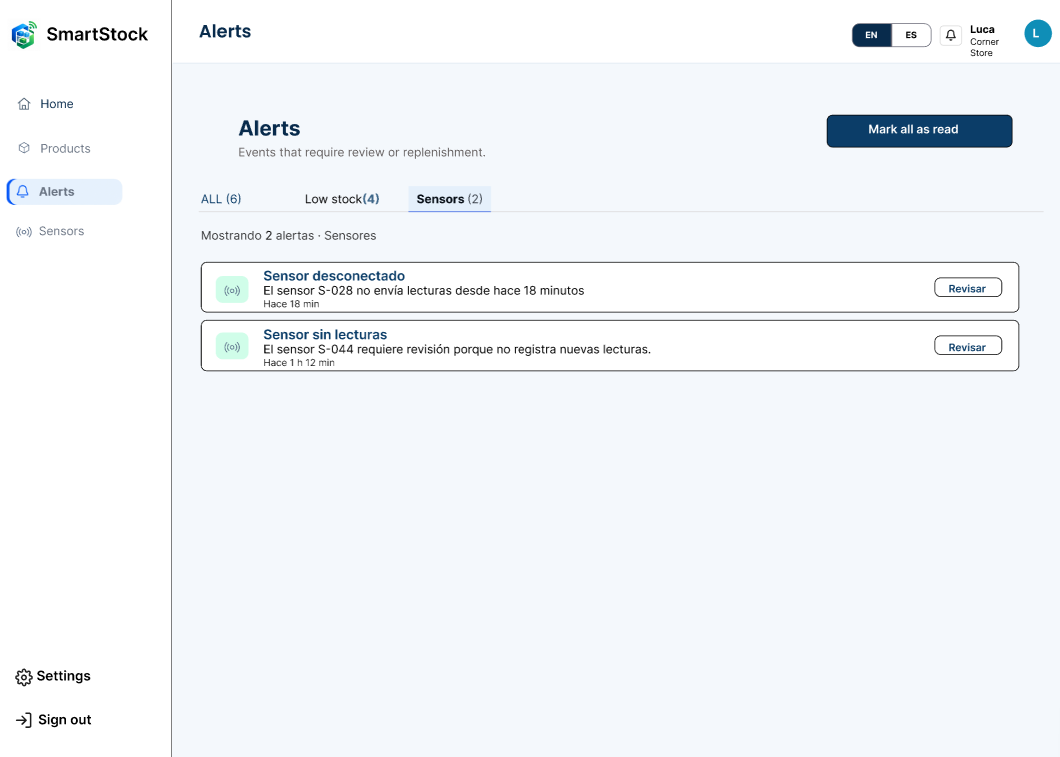 SmartStock
Alerts
EN
ES
Luca
Corner
Store
L
Home
Products
Alerts
Sensors
Alerts
Events that require review or replenishment.
Mark all as read
ALL (6)
Low stock(4)
Sensors (2)
Mostrando 2 alertas · Sensores
Sensor desconectado
El sensor S-028 no envía lecturas desde hace 18 minutos
Hace 18 min
Revisar
Sensor sin lecturas
El sensor S-044 requiere revisión porque no registra nuevas lecturas.
Hace 1 h 12 min
Revisar
Settings
Sign out